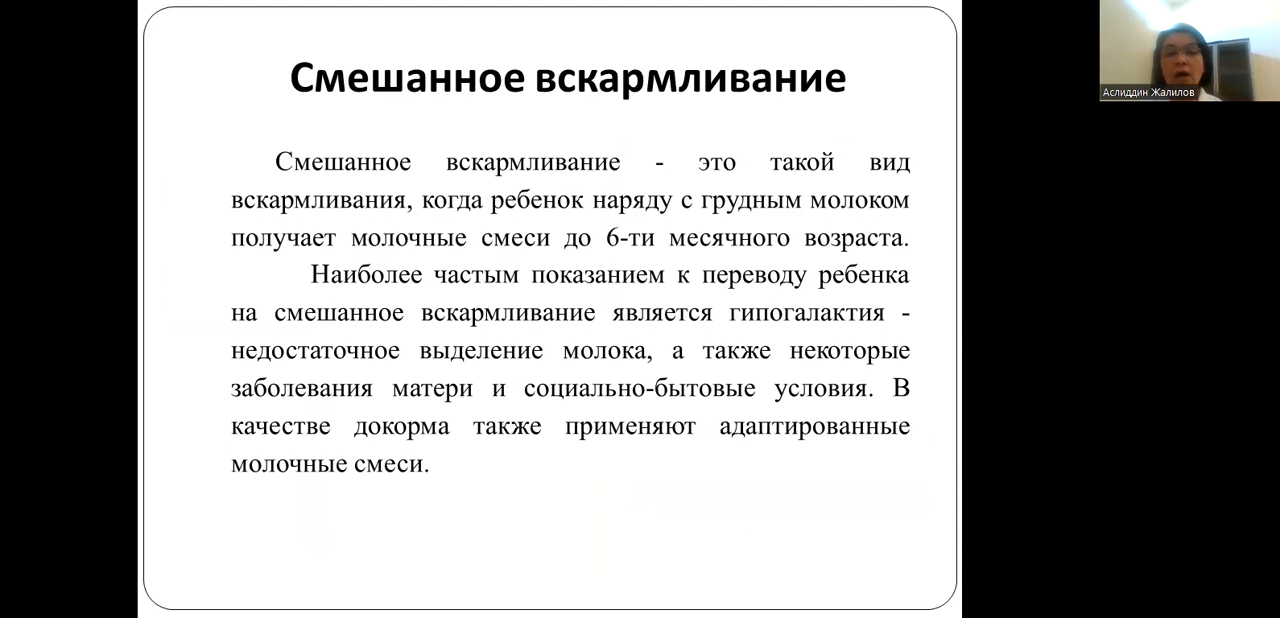 Смешанное вскармливание
Смешанное вскармливание - это такой вид
вскармливания, когда ребенок наряду с грудным молоком
получает молочные смеси до 6-ти месячного возраста.
Наиболее частым показанием к переводу ребенка
на смешанное вскармливание является гипогалактия -
недостаточное выделение молока, а также некоторые
заболевания матери и социально-бытовые условия. В
качестве докорма также применяют адаптированные
молочные смеси.
Аслиддин Жалилов